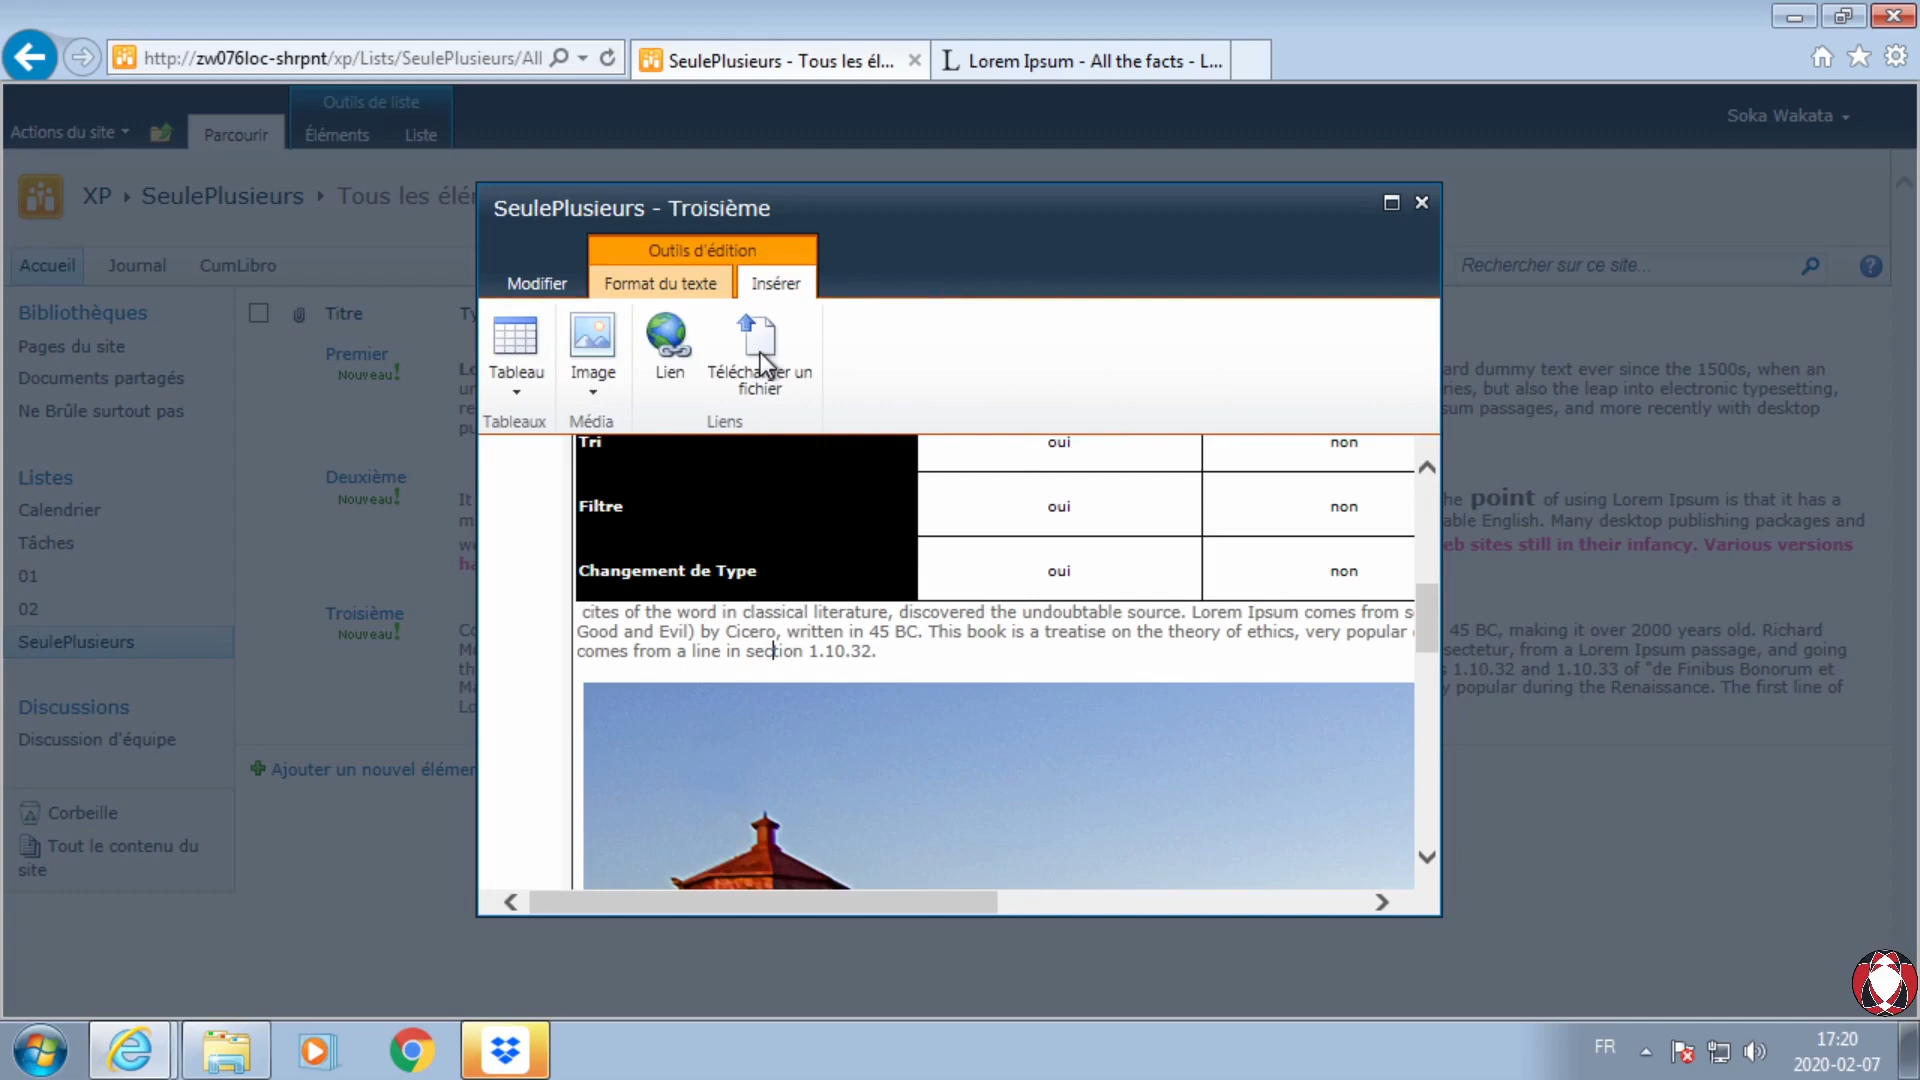 http://zw076loc-shrpnt/xp/Lists/SeulePlusieurs/All
SeulePlusieurs - Tous les él...
Lorem Ipsum - All the facts - L...
Outils de liste
Actions du site
Parcourir
Éléments
Liste
Soka Wakata
XP
SeulePlusieurs
Tous les élé
SeulePlusieurs - Troisième
Outils d'édition
Modifier
Format du texte
Insérer
Accueil
Journal
CumLibro
Rechercher sur ce site...
Bibliothèques
Pages du site
Documents partagés
Ne Brûle surtout pas
Listes
Calendrier
Tâches
01
02
SeulePlusieurs
Discussions
Discussion d'équipe
Corbeille
Tout le contenu du
site
Titre
Premier
Nouveau!
Deuxième
Nouveau!
Troisième
Nouveau!
Ajouter un nouvel élémen
Tableau
Image
Lien
Télécharger un
fichier
Tableaux
Média
Liens
Tri
oui
non
Filtre
oui
non
Changement de Type
oui
non
cites of the word in classical literature, discovered the undoubtable source. Lorem Ipsum comes from s
Good and Evil) by Cicero, written in 45 BC. This book is a treatise on the theory of ethics, very popular
comes from a line in section 1.10.32.
ard dummy text ever since the 1500s, when an
ries, but also the leap into electronic typesetting,
sum passages, and more recently with desktop
he point of using Lorem Ipsum is that it has a
able English. Many desktop publishing packages and
eb sites still in their infancy. Various versions
45 BC, making it over 2000 years old. Richard
sectetur, from a Lorem Ipsum passage, and going
s 1.10.32 and 1.10.33 of "de Finibus Bonorum et
y popular during the Renaissance. The first line of
FR
17:20
2020-02-07